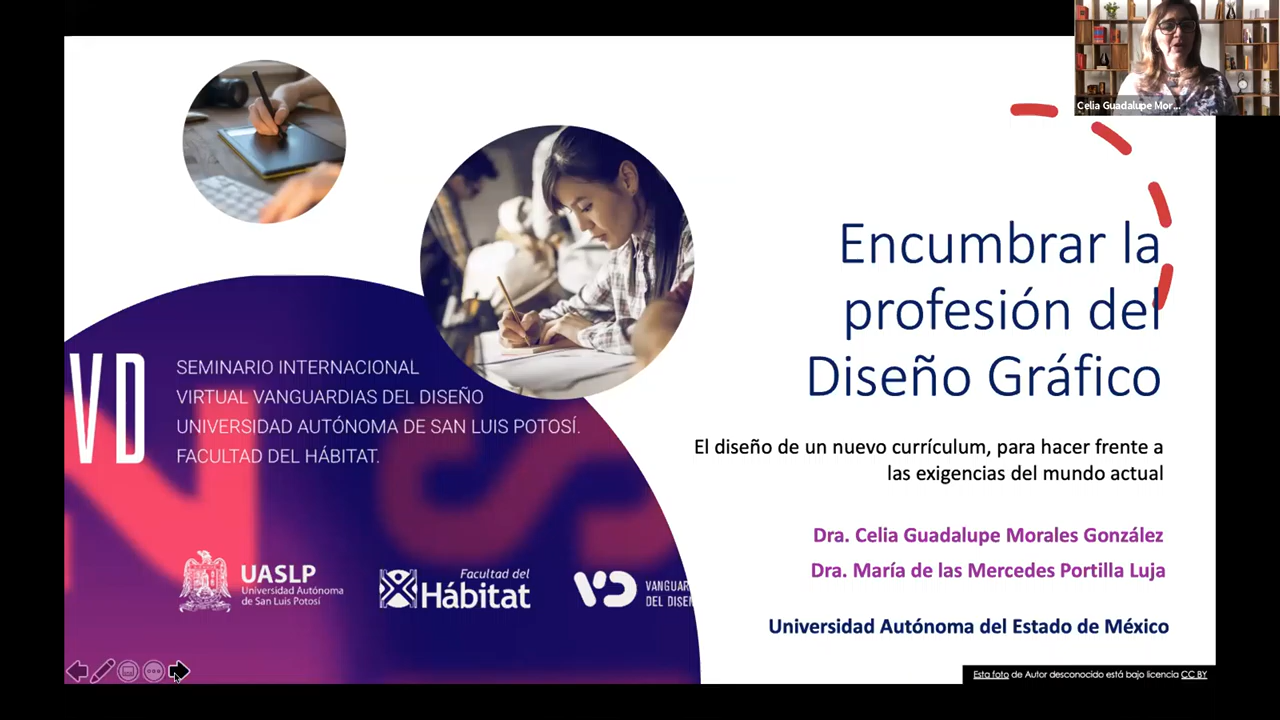 Celia Guadalupe Mor...
Encumbrar la
profesión del
Diseño Gráfico
El diseño de un nuevo currículum, para hacer frente a
las exigencias del mundo actual
Dra. Celia Guadalupe Morales González
Dra. María de las Mercedes Portilla Luja
Universidad Autónoma del Estado de México
VD
SEMINARIO INTERNACIONAL
VIRTUAL VANGUARDIAS DEL DISEÑO
UNIVERSIDAD AUTÓNOMA DE SAN LUIS POTOSÍ.
FACULTAD DEL HÁBITAT.
UASLP
Universidad Autónoma
de San Luis Potosí
Facultad del
Hábitat
VD
VANGUAR
DEL DISE
Esta foto de Autor desconocido está bajo licencia CC BY